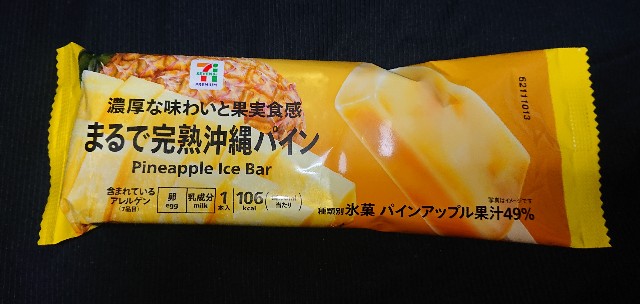 7
SEVEN&i
PREMIUM
濃厚な味わいと果実食感
まるで完熟沖縄パイン
Pineapple Ice Bar
含まれている
アレルゲン
(7品目)
卵
egg
乳成分
milk
1
本入
106
kcal
当たり
写真はイメージです
種類別 氷菓 パインアップル果汁49%
62111013